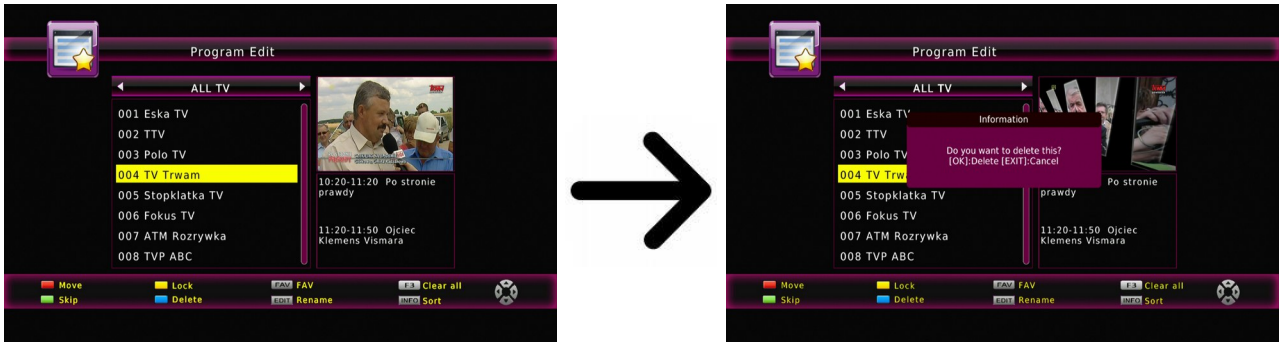 Program Edit
ALL TV
001 Eska TV
002 TTV
003 Polo TV
004 TV Trwam
005 Stopklatka TV
006 Fokus TV
007 ATM Rozrywka
008 TVP ABC
10:20-11:20 Po stronie
prawdy
11:20-11:50 Ojciec
Klemens Vismara
Move
Lock
FAV FAV
F3 Clear all
Skip
Delete
EDIT Rename
INFO Sort
Program Edit
ALL TV
001 Eska TV
002 TTV
003 Polo TV
004 TV Trwa
005 Stopklatka TV
006 Fokus TV
007 ATM Rozrywka
008 TVP ABC
Information
Do you want to delete this?
[OK]:Delete [EXIT]:Cancel
Po stronie
prawdy
11:20-11:50 Ojciec
Klemens Vismara
Move
Lock
FAV FAV
F3 Clear all
Skip
Delete
EDIT Rename
INFO Sort